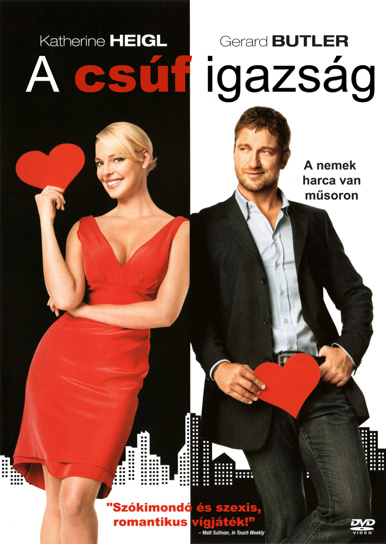 Katherine HEIGL Gerard BUTLER
A csúf igazság
A nemek
harca van
műsoron
"Szókimondó és szexis,
romantikus vígjáték!"
– Matt Sullivan, In Touch Weekly
DVD
VIDEO